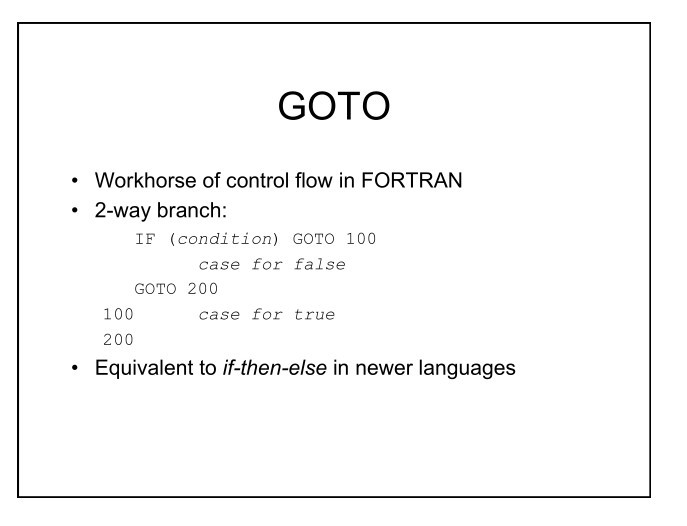 GOTO
• Workhorse of control flow in FORTRAN
• 2-way branch:
IF (condition) GOTO 100
case for false
GOTO 200
100 case for true
200
• Equivalent to if-then-else in newer languages